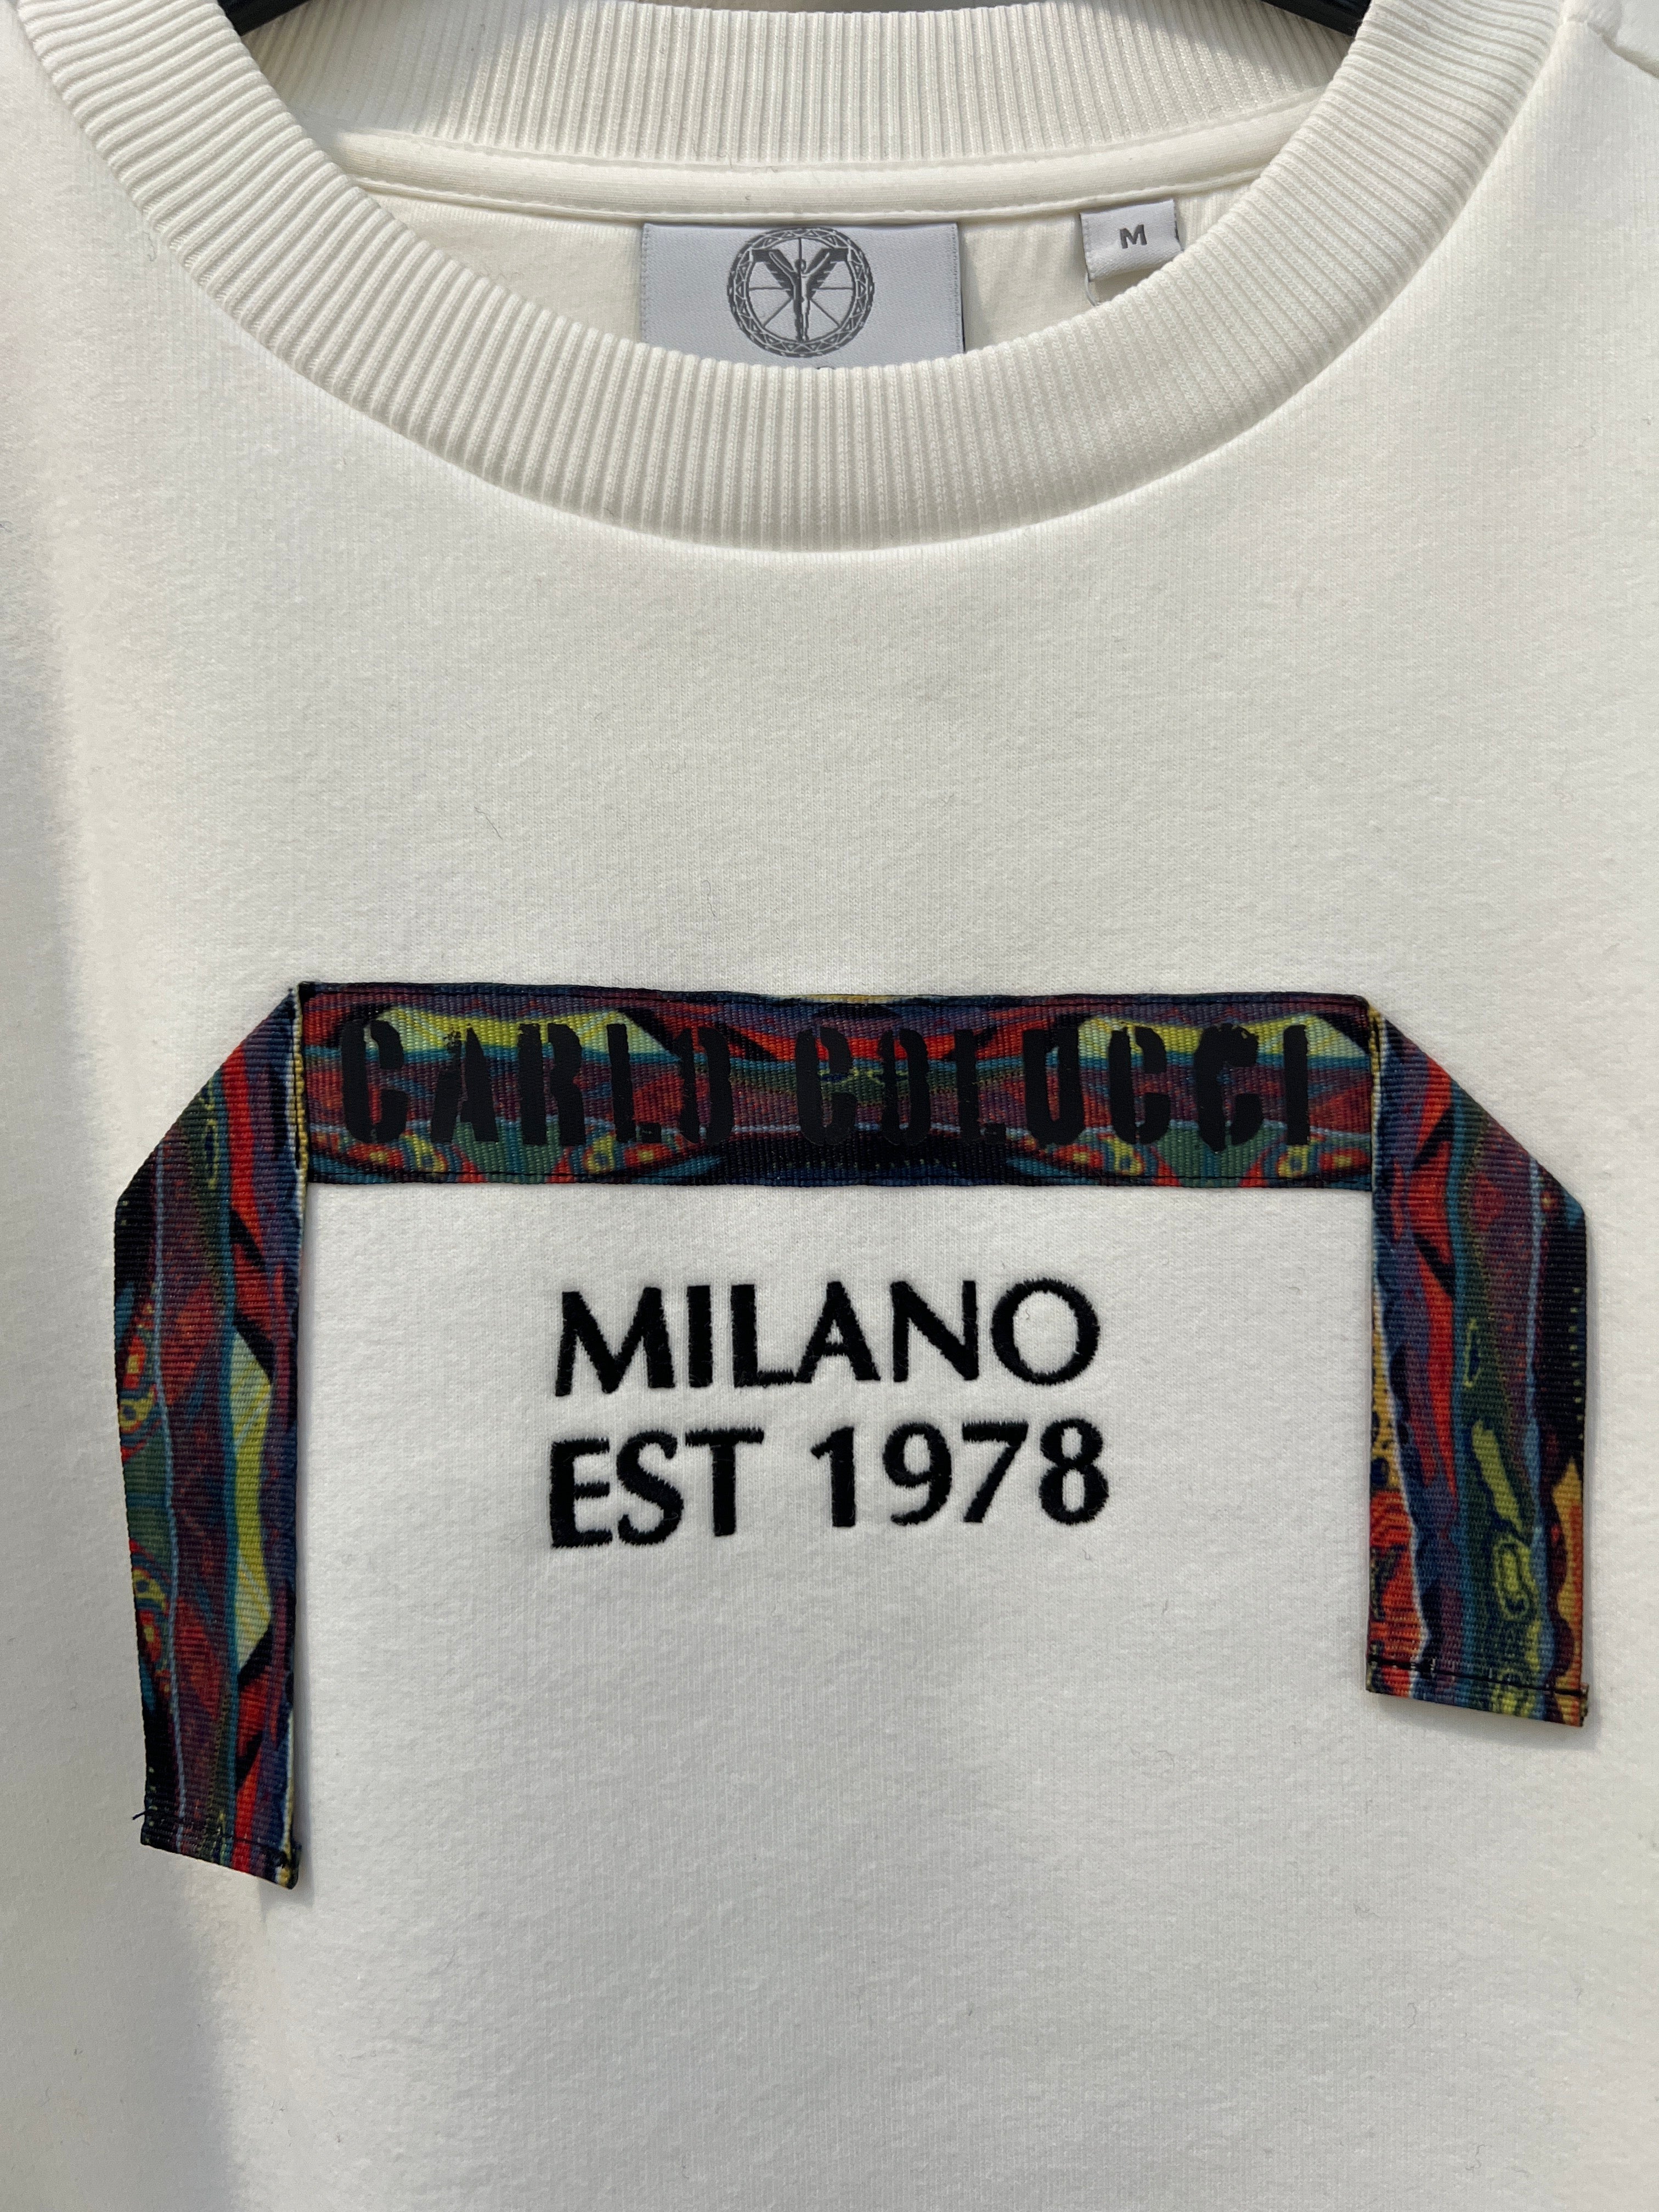 M
CARLO COLUCCI
MILANO
EST 1978